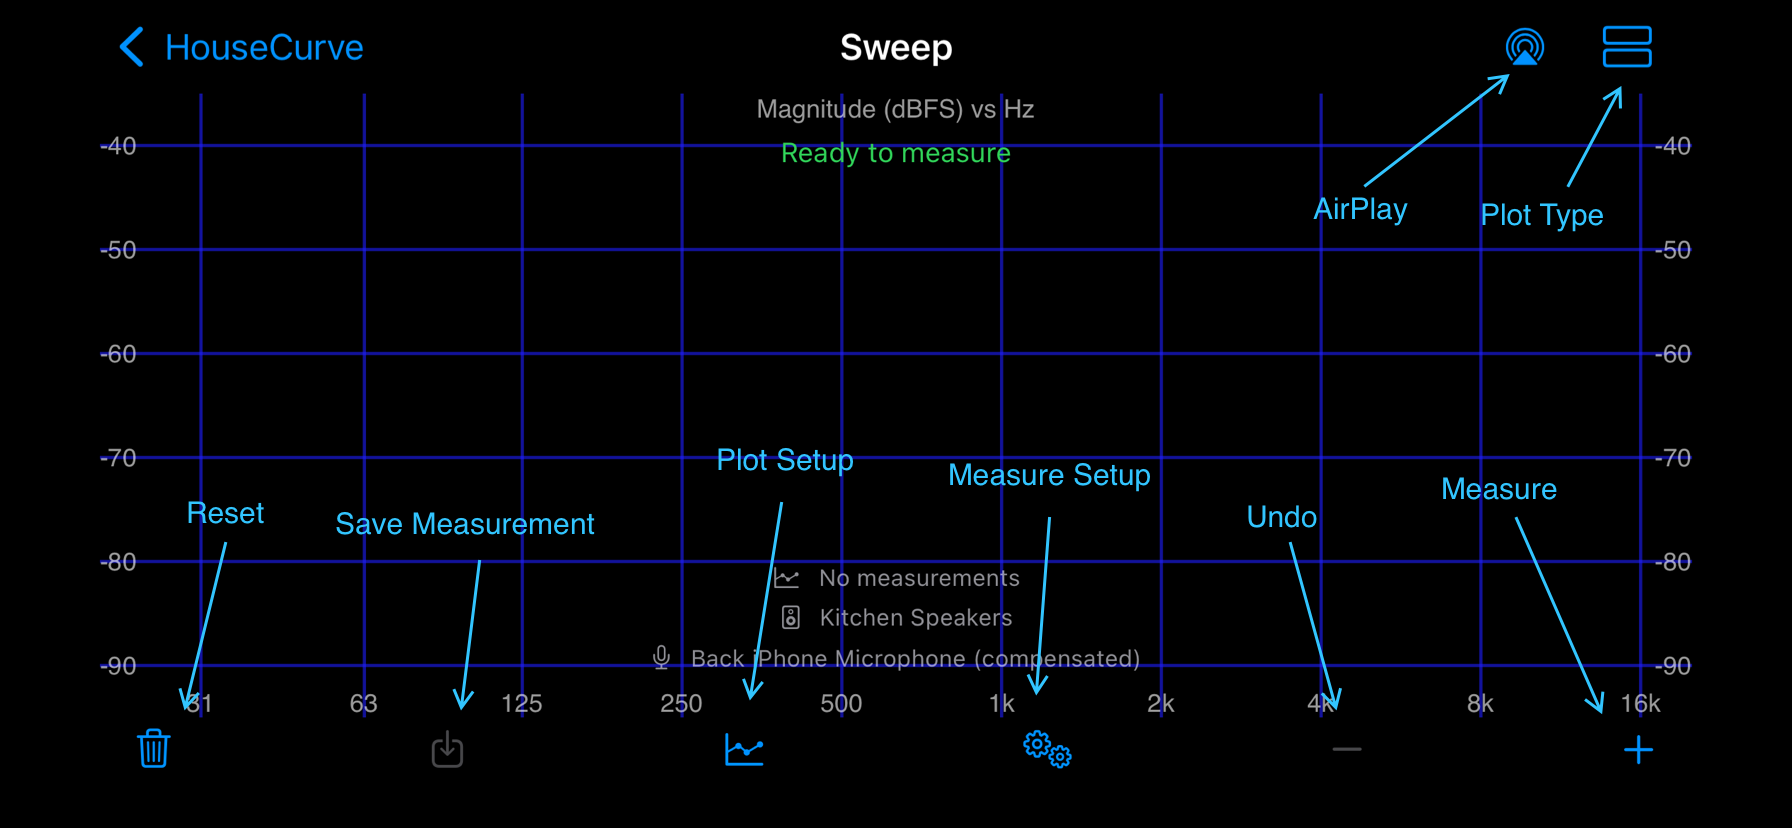 HouseCurve
Sweep
Magnitude (dBFS) vs Hz
-40 -40
Ready to measure
AirPlay
Plot Type
-50 -50
-60 -60
-70 -70
Plot Setup
Measure Setup
Measure
Reset
Save Measurement
Undo
-80 -80
No measurements
Kitchen Speakers
Back iPhone Microphone (compensated)
-90 -90
31 63 125 250 500 1k 2k 4k 8k 16k